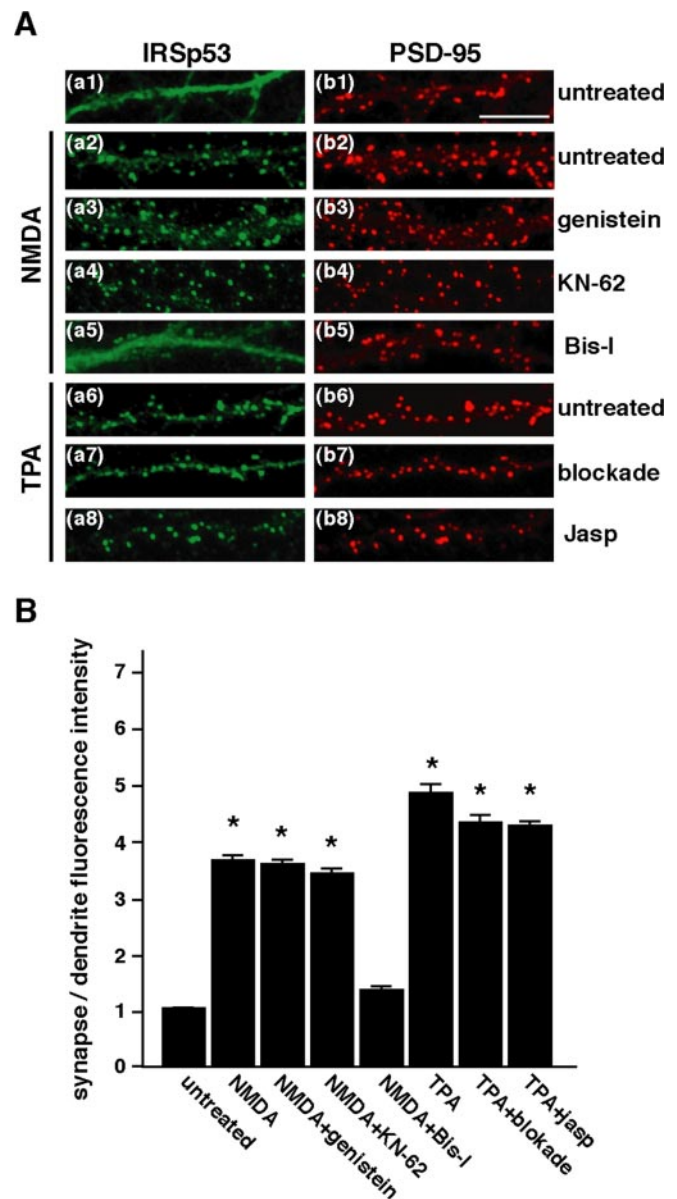 A
IRSp53 PSD-95
(a1) (b1) untreated
NMDA
(a2) (b2) untreated
(a3) (b3) genistein
(a4) (b4) KN-62
(a5) (b5) Bis-I
TPA
(a6) (b6) untreated
(a7) (b7) blockade
(a8) (b8) Jasp
B
synapse / dendrite fluorescence intensity
7
6
5
4
3
2
1
0
* * * * * *
untreated
NMDA
NMDA+genistein
NMDA+KN-62
NMDA+Bis-I
TPA
TPA+blokade
TPA+jasp